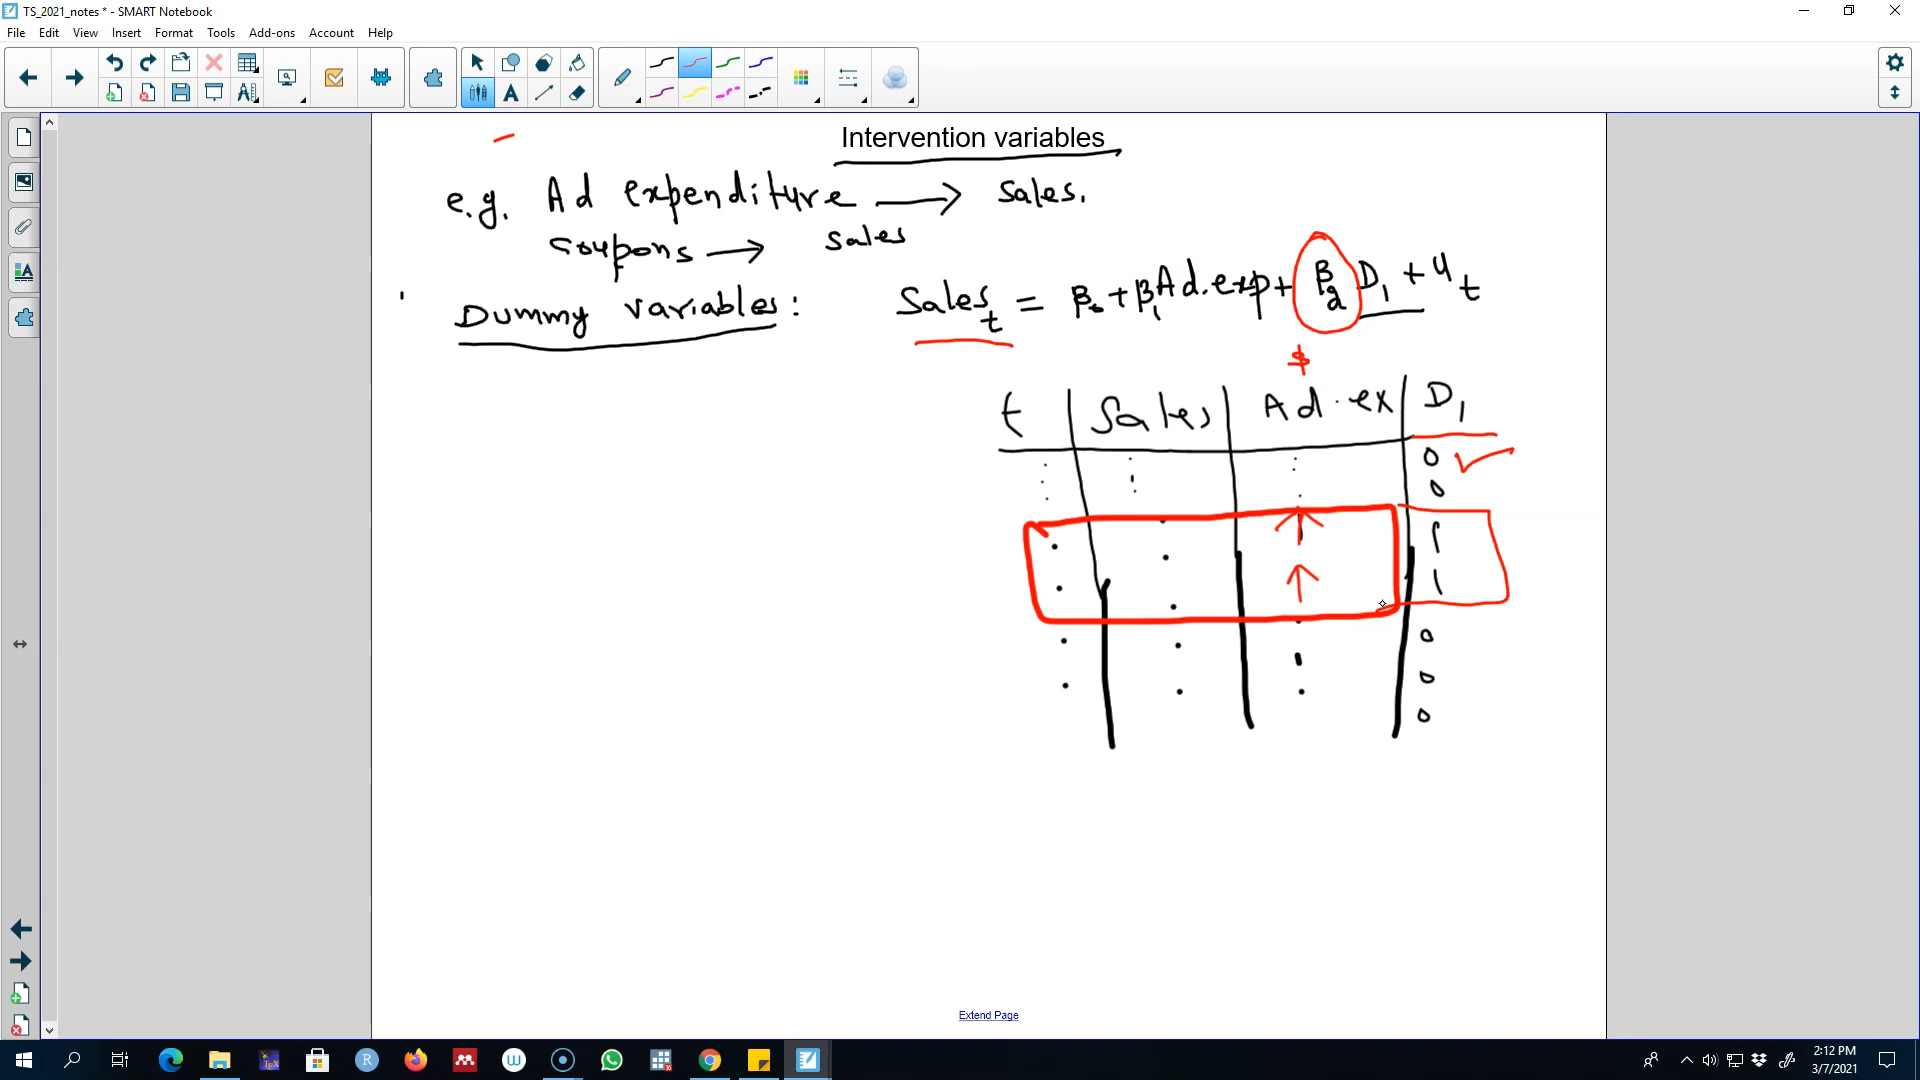 TS_2021_notes * - SMART Notebook
File Edit View Insert Format Tools Add-ons Account Help
Intervention variables
e.g. Ad expenditure → Sales.
Coupons → Sales
Dummy variables: Sales_t = β₀ + β₁ Ad.exp + β₂ D₁ + u_t
$
t Sales Ad.ex D₁
0
0
1
1
0
0
0
Extend Page
2:12 PM
3/7/2021